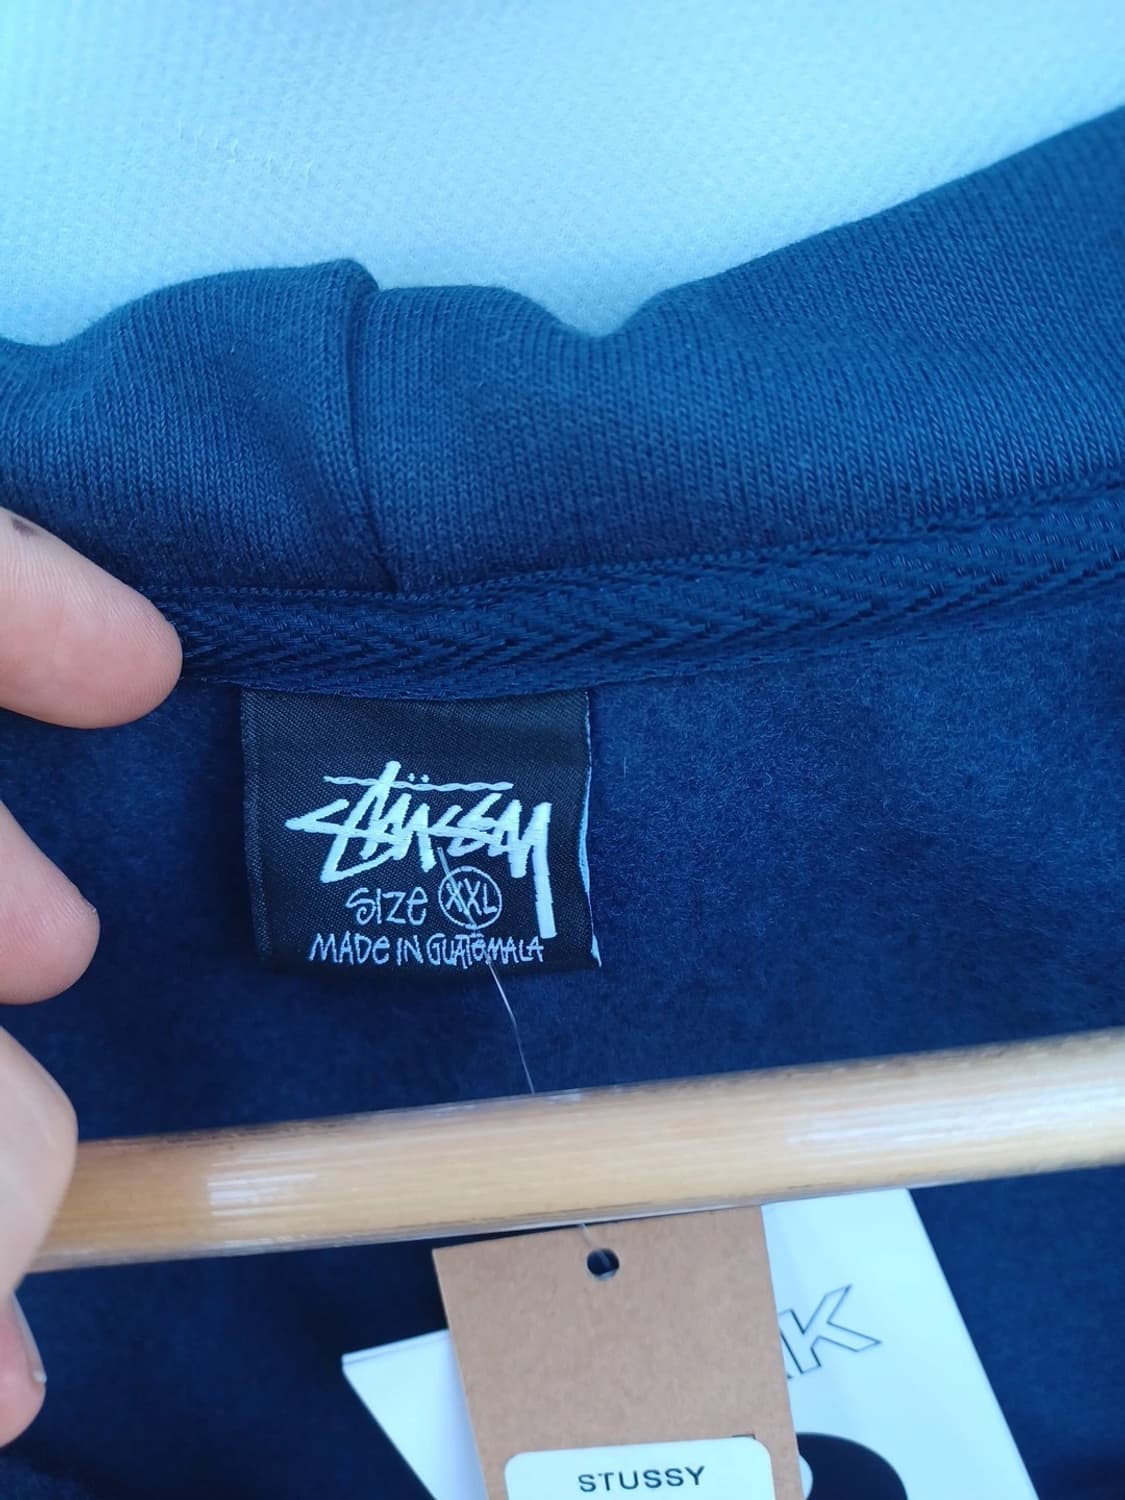 Stüssy
SIZE XXL
MADE IN GUATEMALA
STUSSY